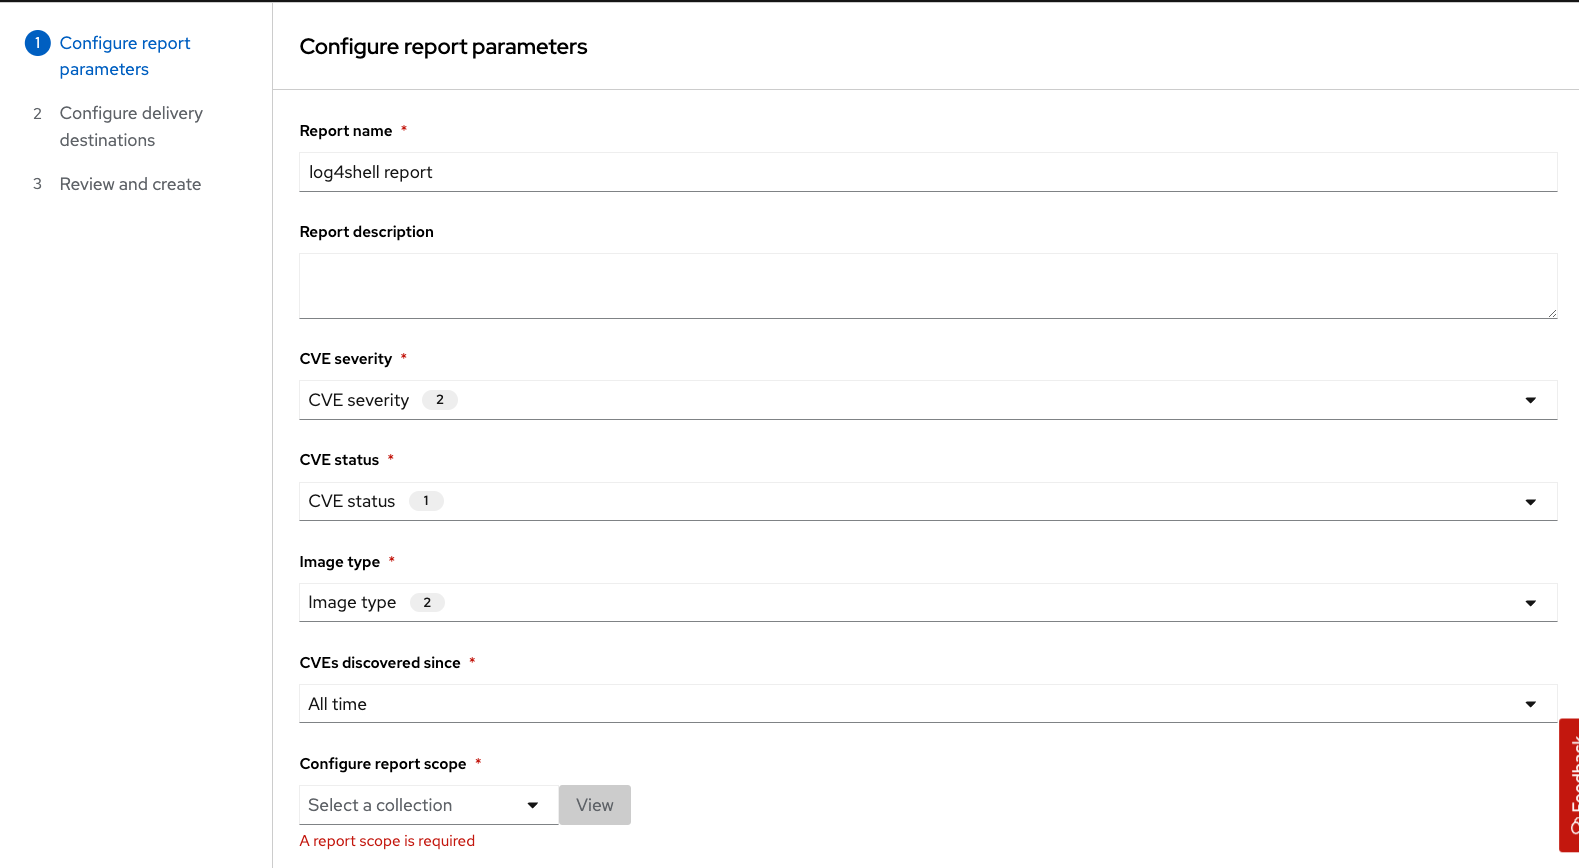 1 Configure report
parameters
2 Configure delivery
destinations
3 Review and create
Configure report parameters
Report name *
log4shell report
Report description
CVE severity *
CVE severity 2
CVE status *
CVE status 1
Image type *
Image type 2
CVEs discovered since *
All time
Configure report scope *
Select a collection View
A report scope is required
Feedback